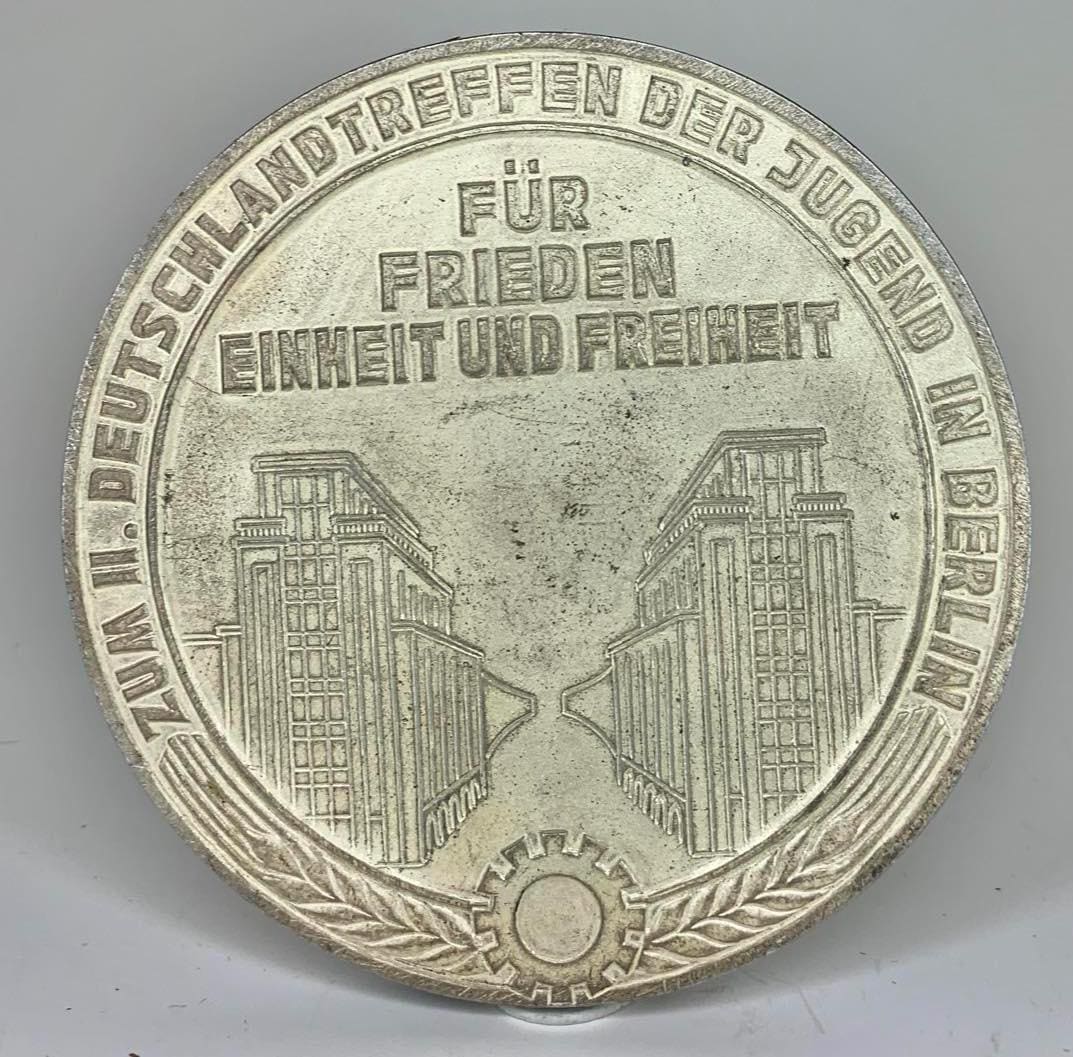 ZUM II. DEUTSCHLANDTREFFEN DER JUGEND IN BERLIN
FÜR
FRIEDEN
EINHEIT UND FREIHEIT